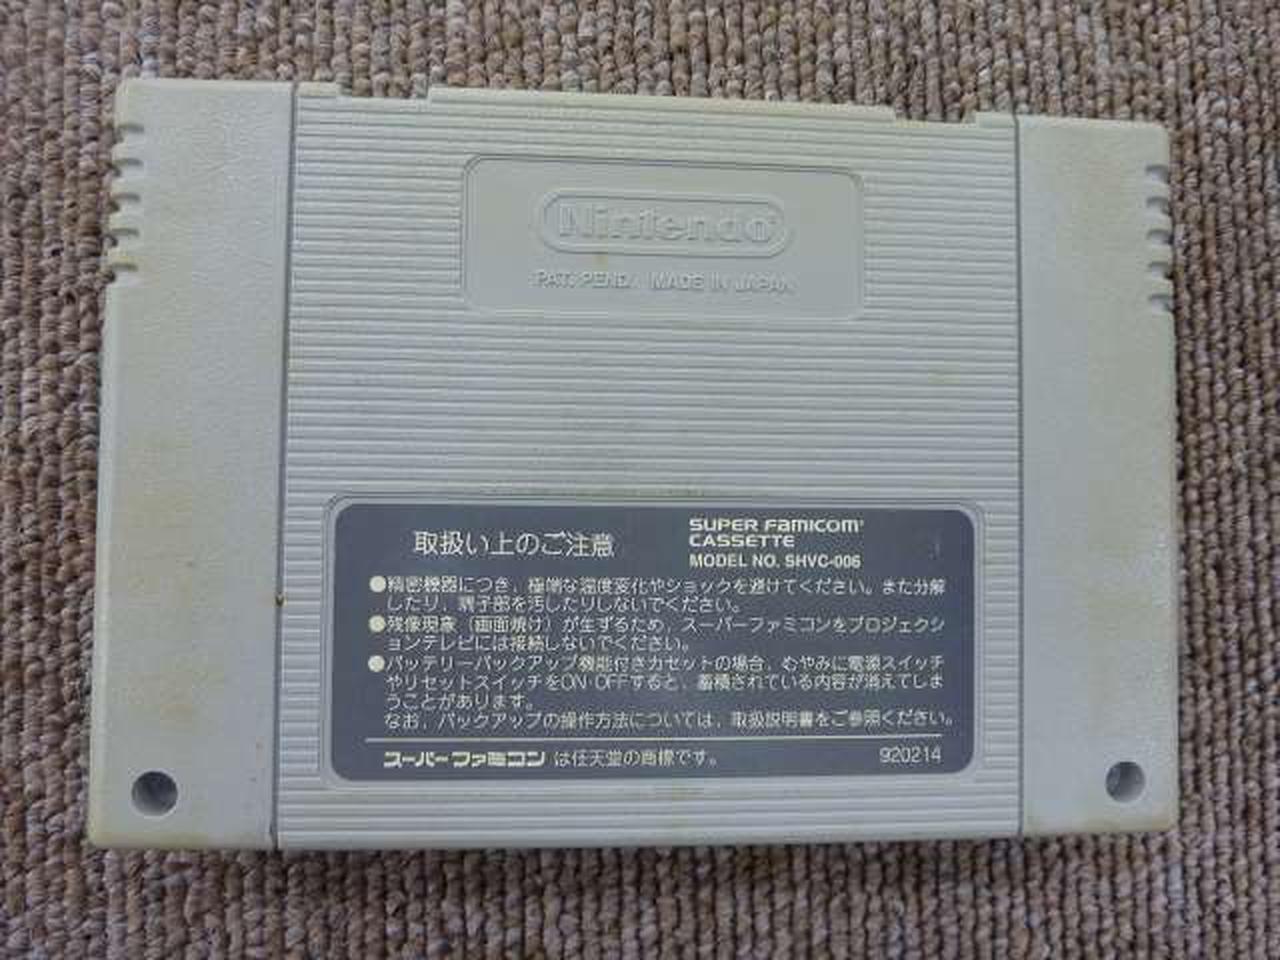 Nintendo
PAT. PEND. MADE IN JAPAN
取扱い上のご注意
SUPER FAMICOM
CASSETTE
MODEL NO. SHVC-006
●精密機器につき、極端な温度変化やショックを避けてください。また分解
したり、端子部を汚したりしないでください。
●残像現象（画面焼け）が生ずるため、スーパーファミコンをプロジェクシ
ョンテレビには接続しないでください。
●バッテリーバックアップ機能付きカセットの場合、むやみに電源スイッチ
やリセットスイッチをON・OFFすると、蓄積されている内容が消えてしま
うことがあります。
なお、バックアップの操作方法については、取扱説明書をご参照ください。
スーパーファミコンは任天堂の商標です。
920214